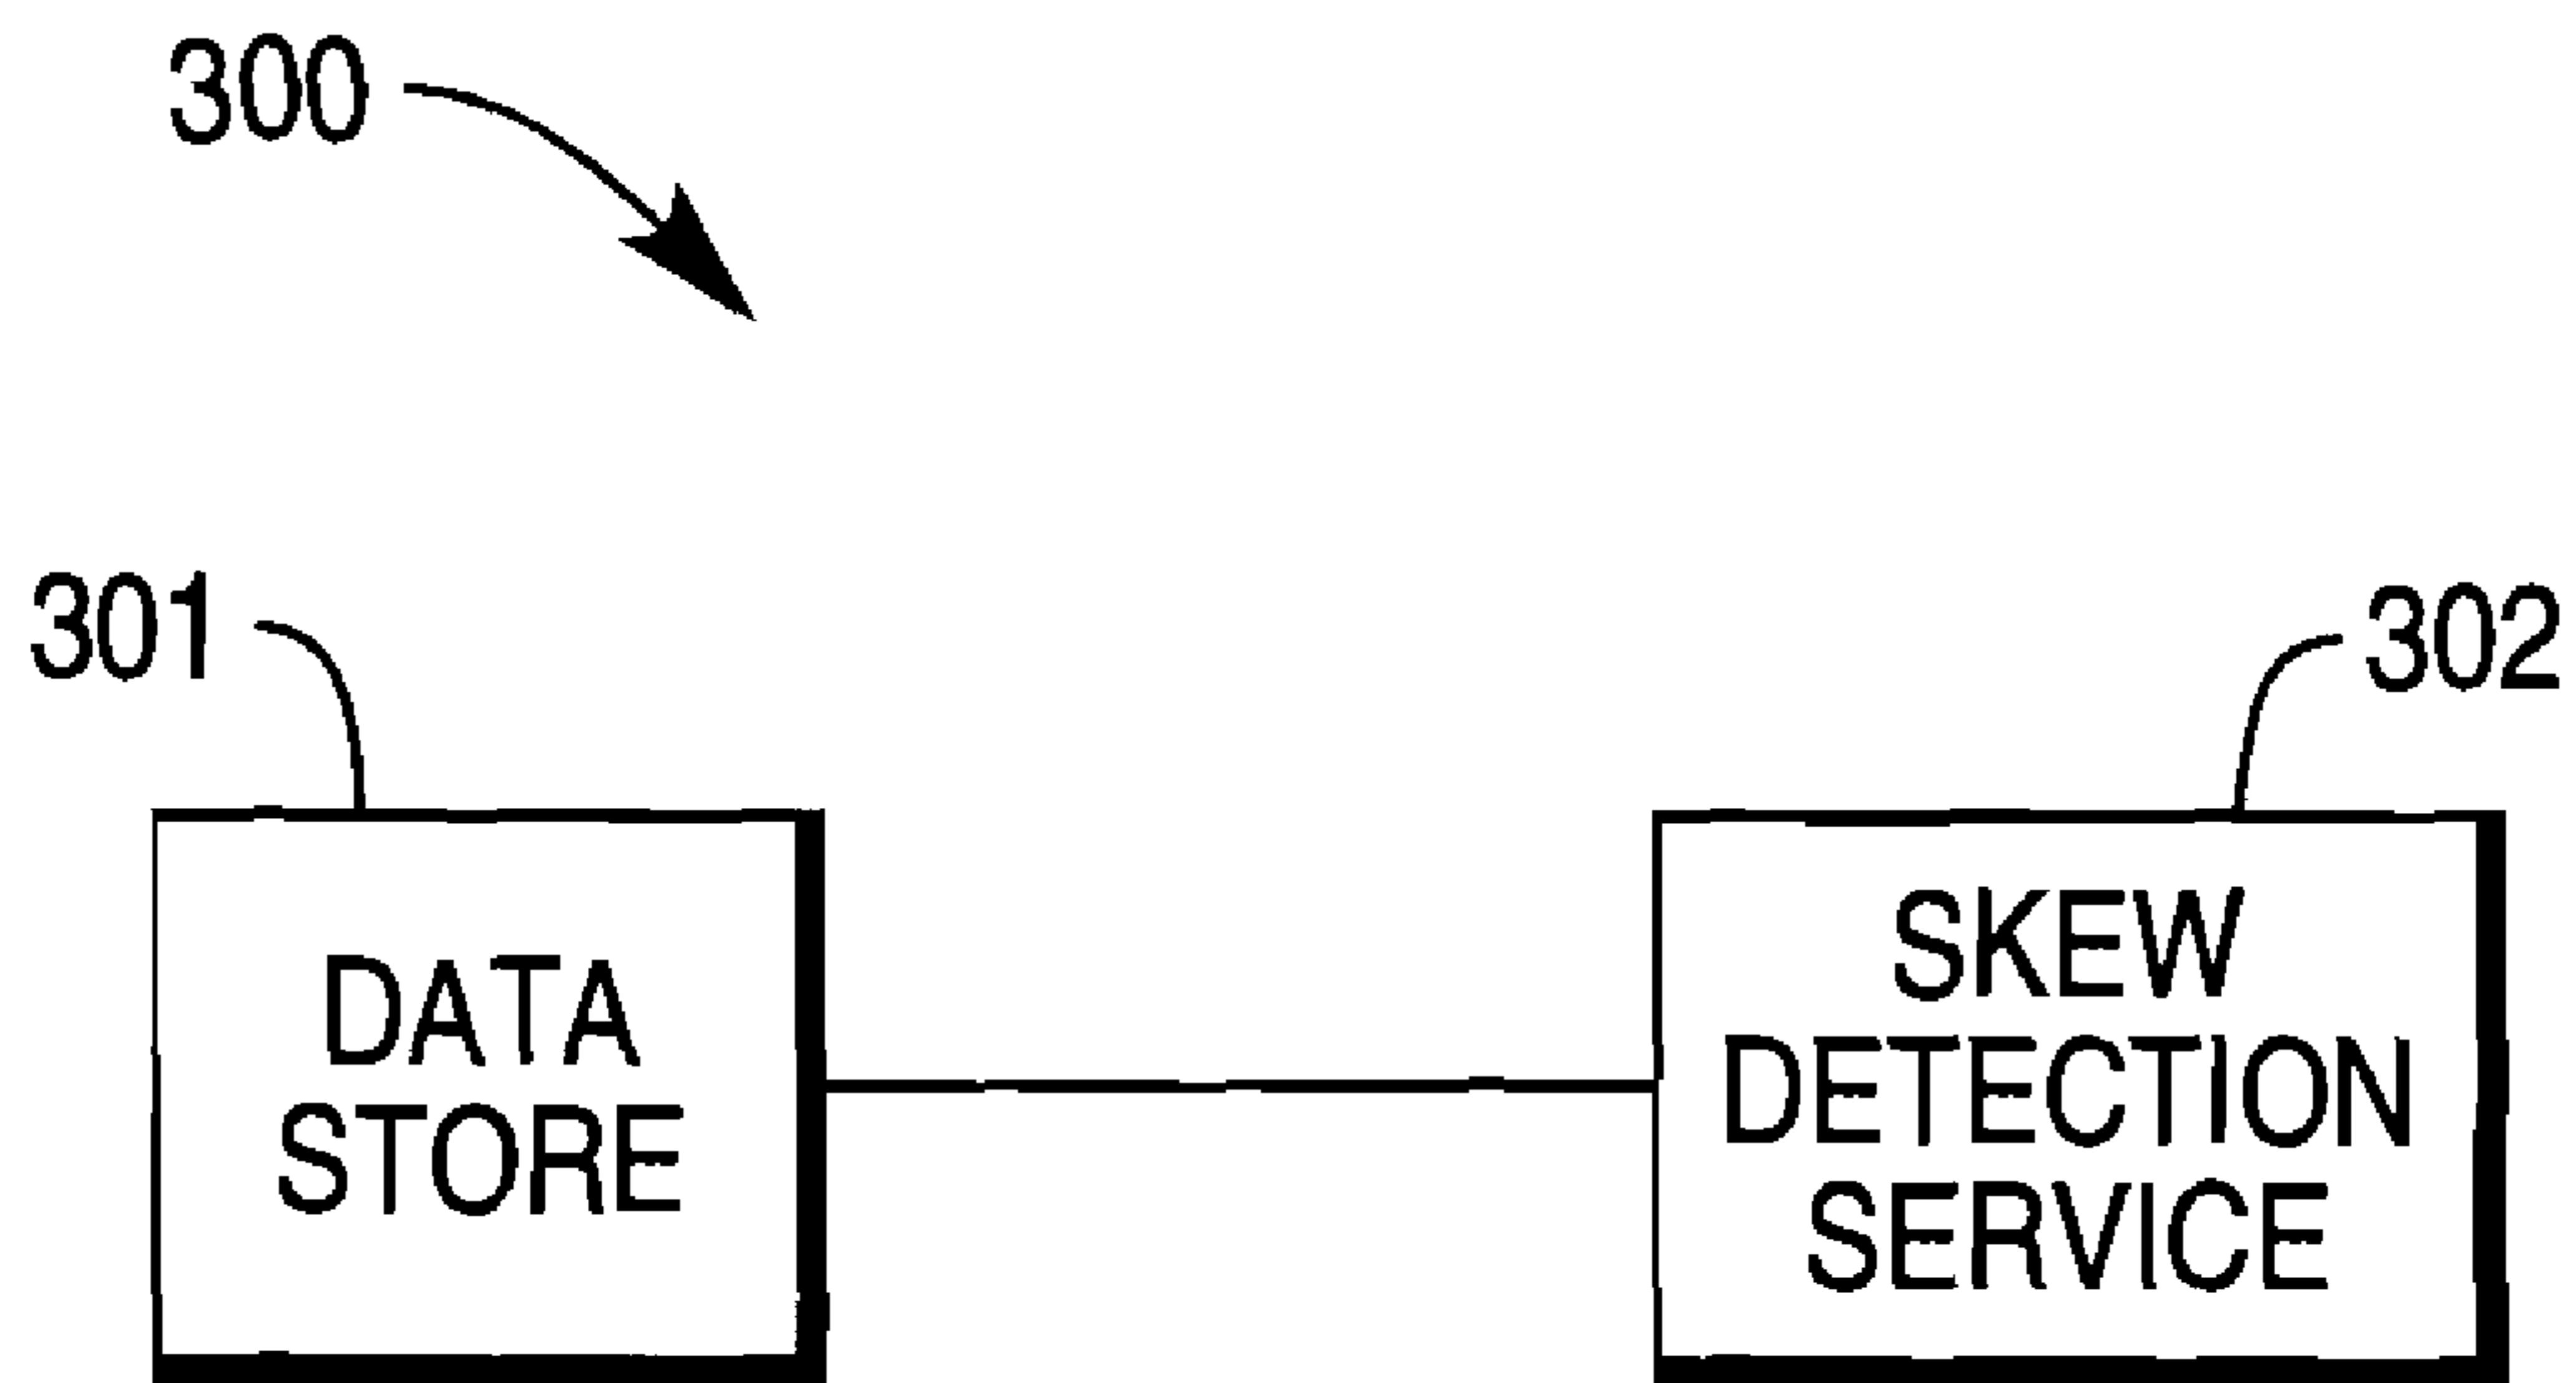 300
301
302
DATA
STORE
SKEW
DETECTION
SERVICE